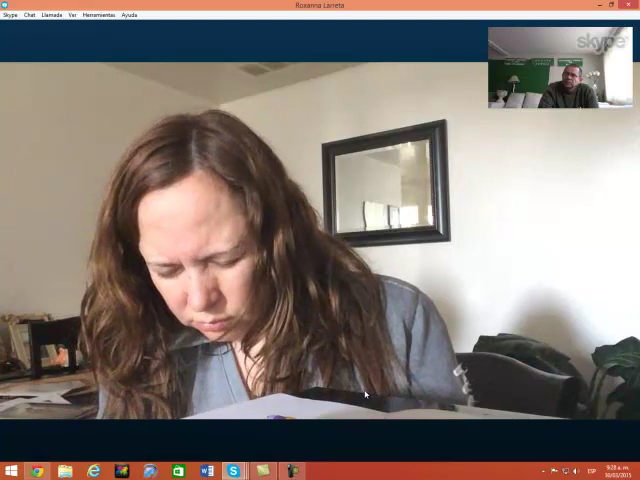 Roxanna Larreta
Skype Chat Llamada Ver Herramientas Ayuda
skype
ESP
9:28 a. m.
30/03/2015